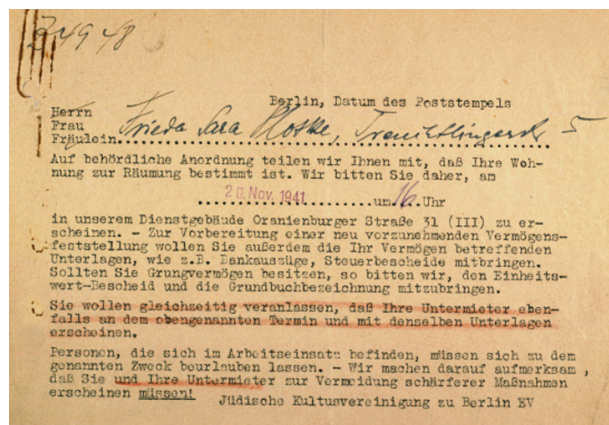 34948
Berlin, Datum des Poststempels
Herrn
Frau
Fräulein Frieda Sara 5
Auf behördliche Anordnung teilen wir Ihnen mit, daß Ihre Woh-
nung zur Räumung bestimmt ist. Wir bitten Sie daher, am
20. Nov. 1941 um 16 Uhr
in unserem Dienstgebäude Oranienburger Straße 31 (III) zu er-
scheinen. - Zur Vorbereitung einer neu vorzunehmenden Vermögens-
feststellung wollen Sie außerdem die Ihr Vermögen betreffenden
Unterlagen, wie z.B. Bankauszüge, Steuerbescheide mitbringen.
Sollten Sie Grungvermögen besitzen, so bitten wir, den Einheits-
wert-Bescheid und die Grundbuchbezeichnung mitzubringen.
Sie wollen gleichzeitig veranlassen, daß Ihre Untermieter eben-
falls an dem obengenannten Termin und mit denselben Unterlagen
erscheinen.
Personen, die sich im Arbeitseinsatz befinden, müssen sich zu dem
genannten Zweck beurlauben lassen. - Wir machen darauf aufmerksam,
daß Sie und Ihre Untermieter zur Vermeidung schärferer Maßnahmen
erscheinen müssen!
Jüdische Kultusvereinigung zu Berlin EV